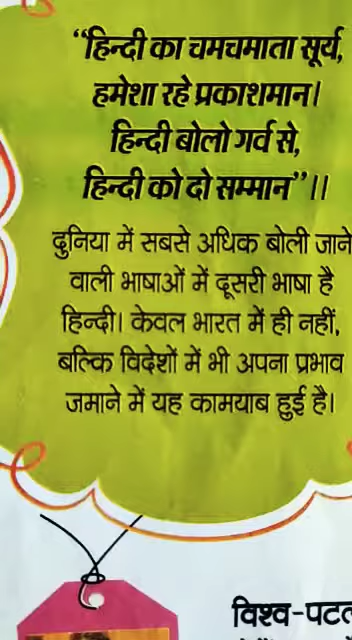 “हिन्दी का चमचमाता सूर्य,
हमेशा रहे प्रकाशमान।
हिन्दी बोलो गर्व से,
हिन्दी को दो सम्मान”।।
दुनिया में सबसे अधिक बोली जाने
वाली भाषाओं में दूसरी भाषा है
हिन्दी। केवल भारत में ही नहीं,
बल्कि विदेशों में भी अपना प्रभाव
जमाने में यह कामयाब हुई है।